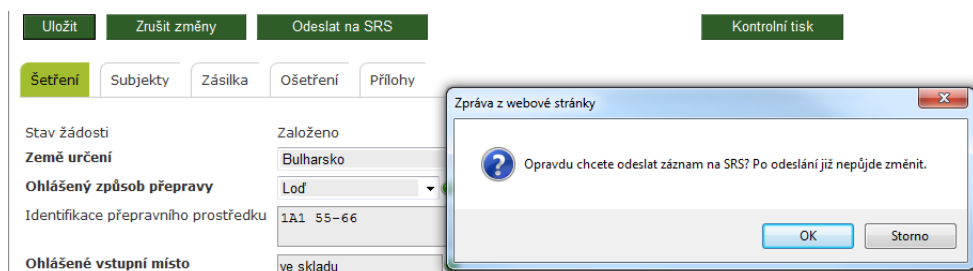 Uložit Zrušit změny Odeslat na SRS Kontrolní tisk
Šetření Subjekty Zásilka Ošetření Přílohy
Zpráva z webové stránky
Stav žádosti Založeno
Země určení Bulharsko
Opravdu chcete odeslat záznam na SRS? Po odeslání již nepůjde změnit.
Ohlášený způsob přepravy Loď
Identifikace přepravního prostředku 1A1 55-66
OK Storno
Ohlášené vstupní místo ve skladu